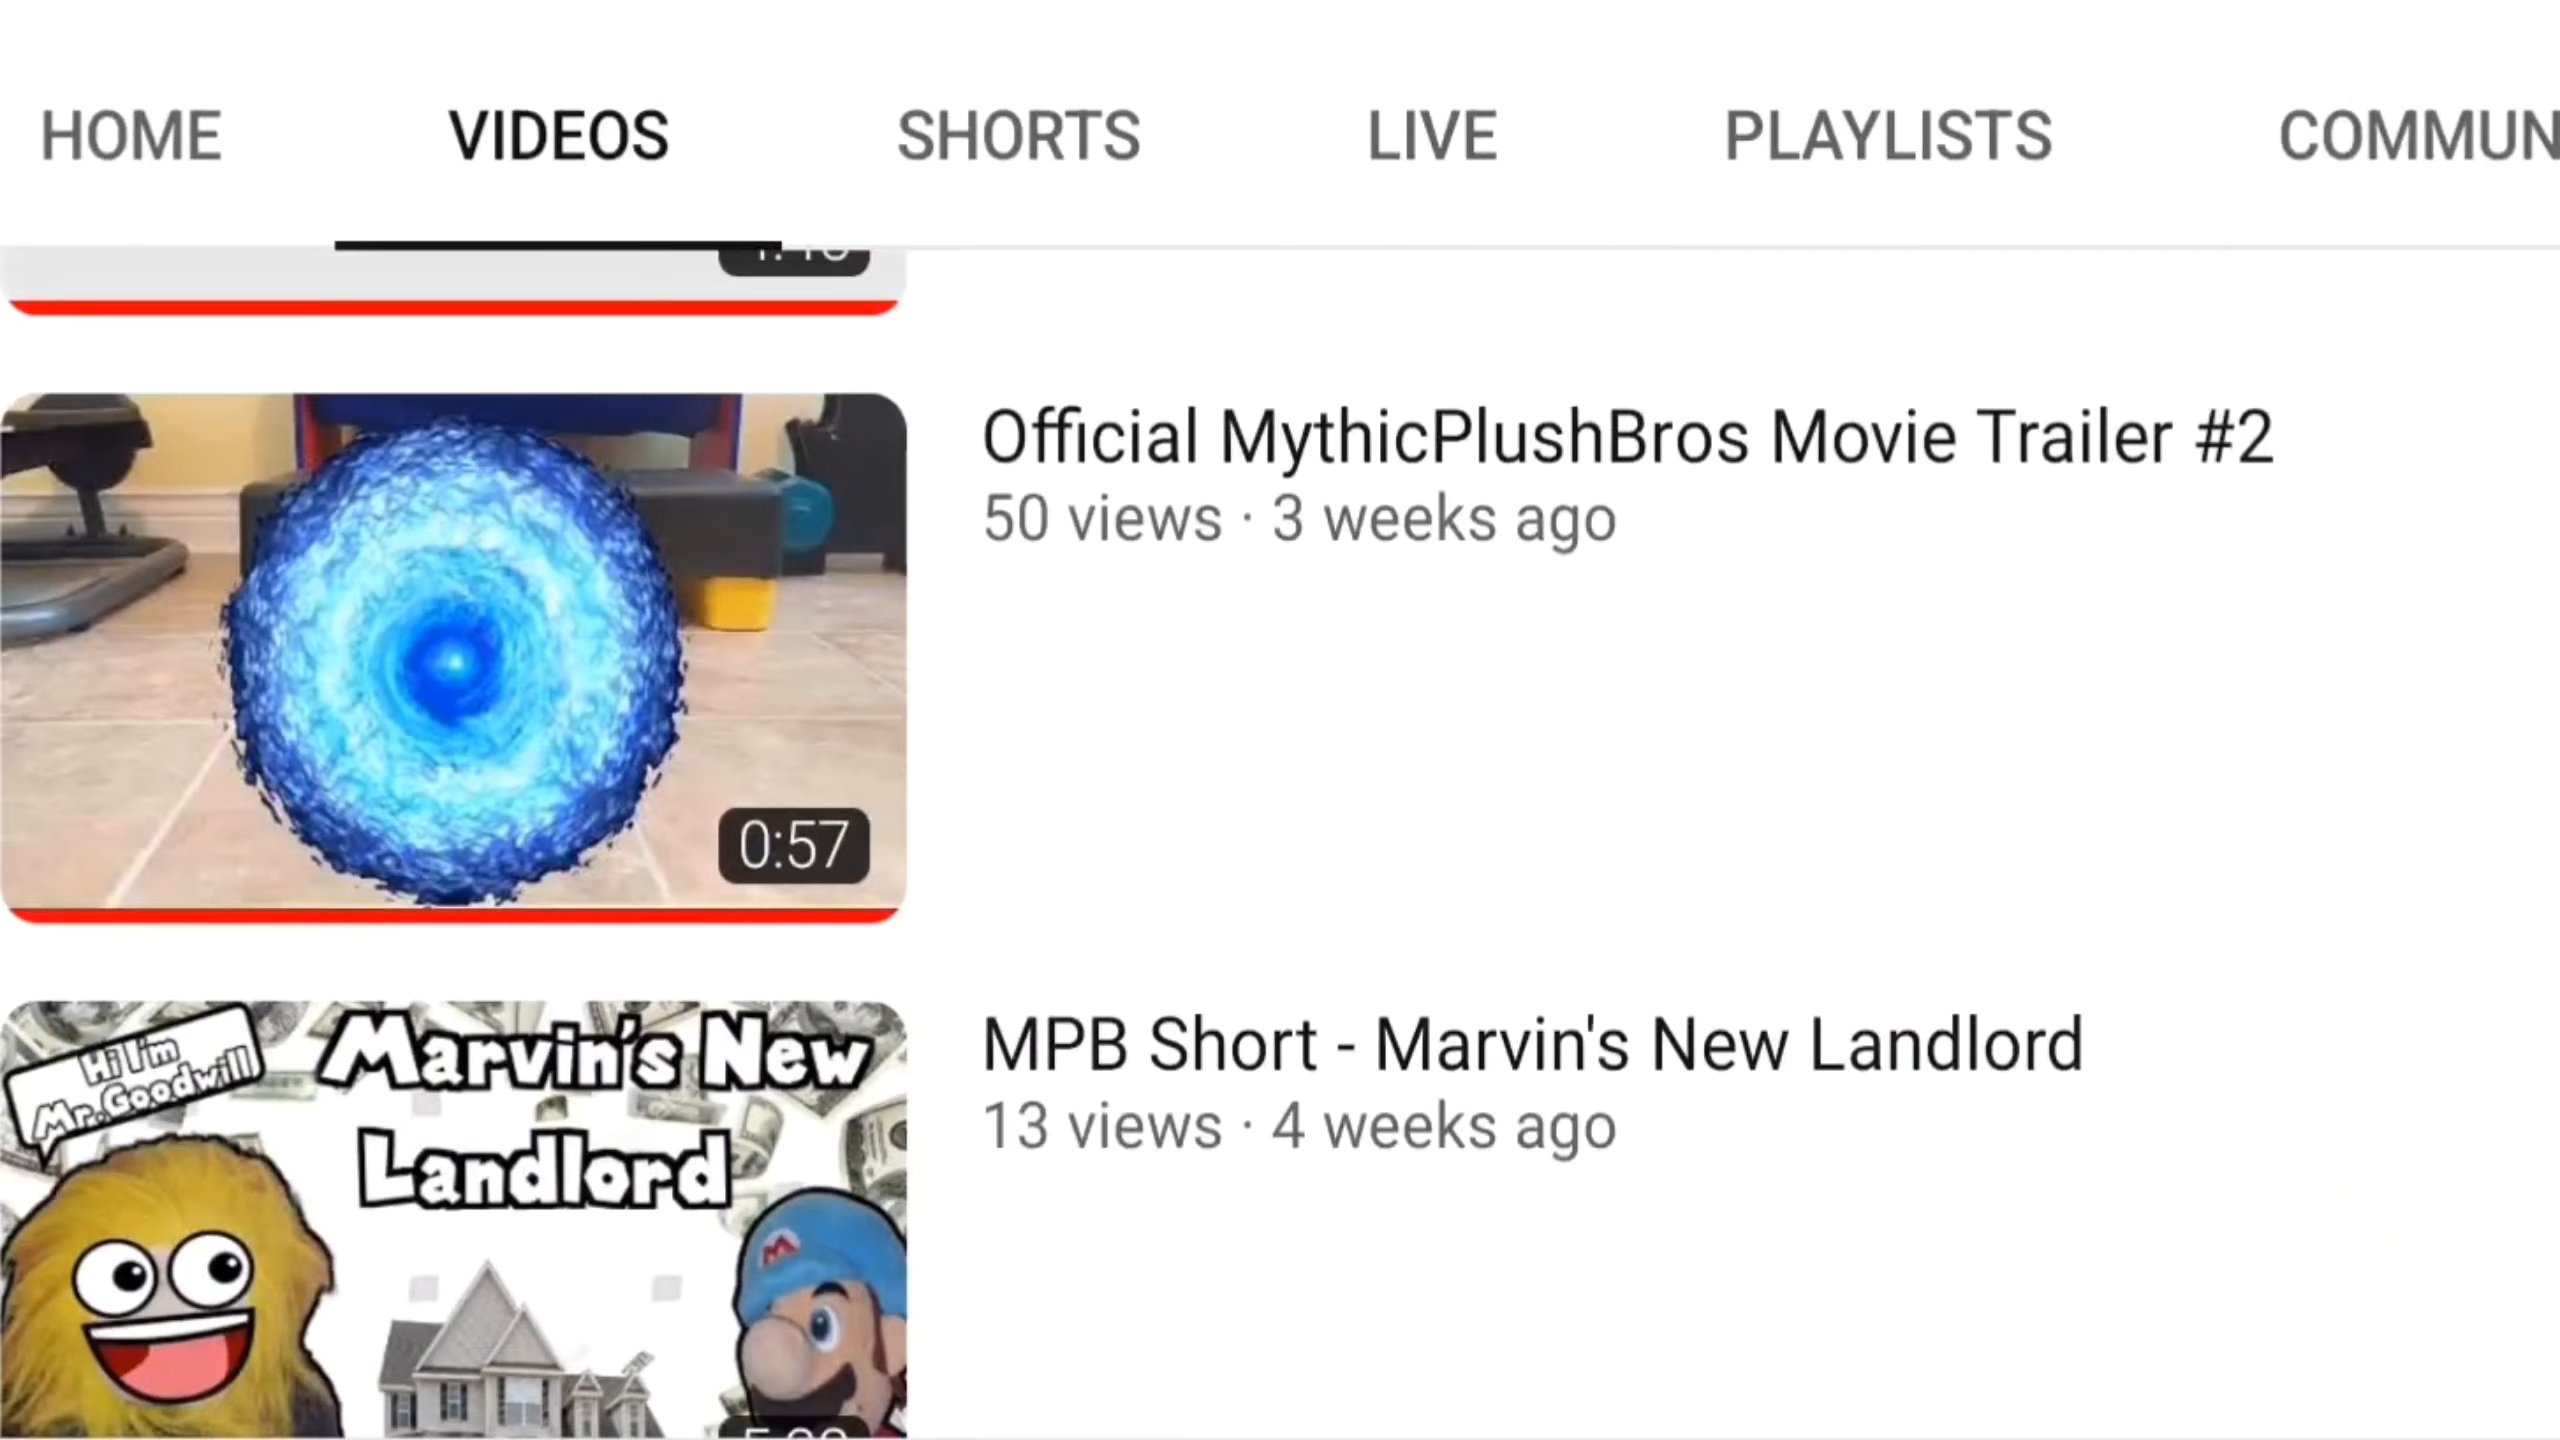 HOME VIDEOS SHORTS LIVE PLAYLISTS COMMUN
Official MythicPlushBros Movie Trailer #2
50 views · 3 weeks ago
0:57
Hi I'm
Mr.Goodwill
Marvin's New
Landlord
M
MPB Short - Marvin's New Landlord
13 views · 4 weeks ago